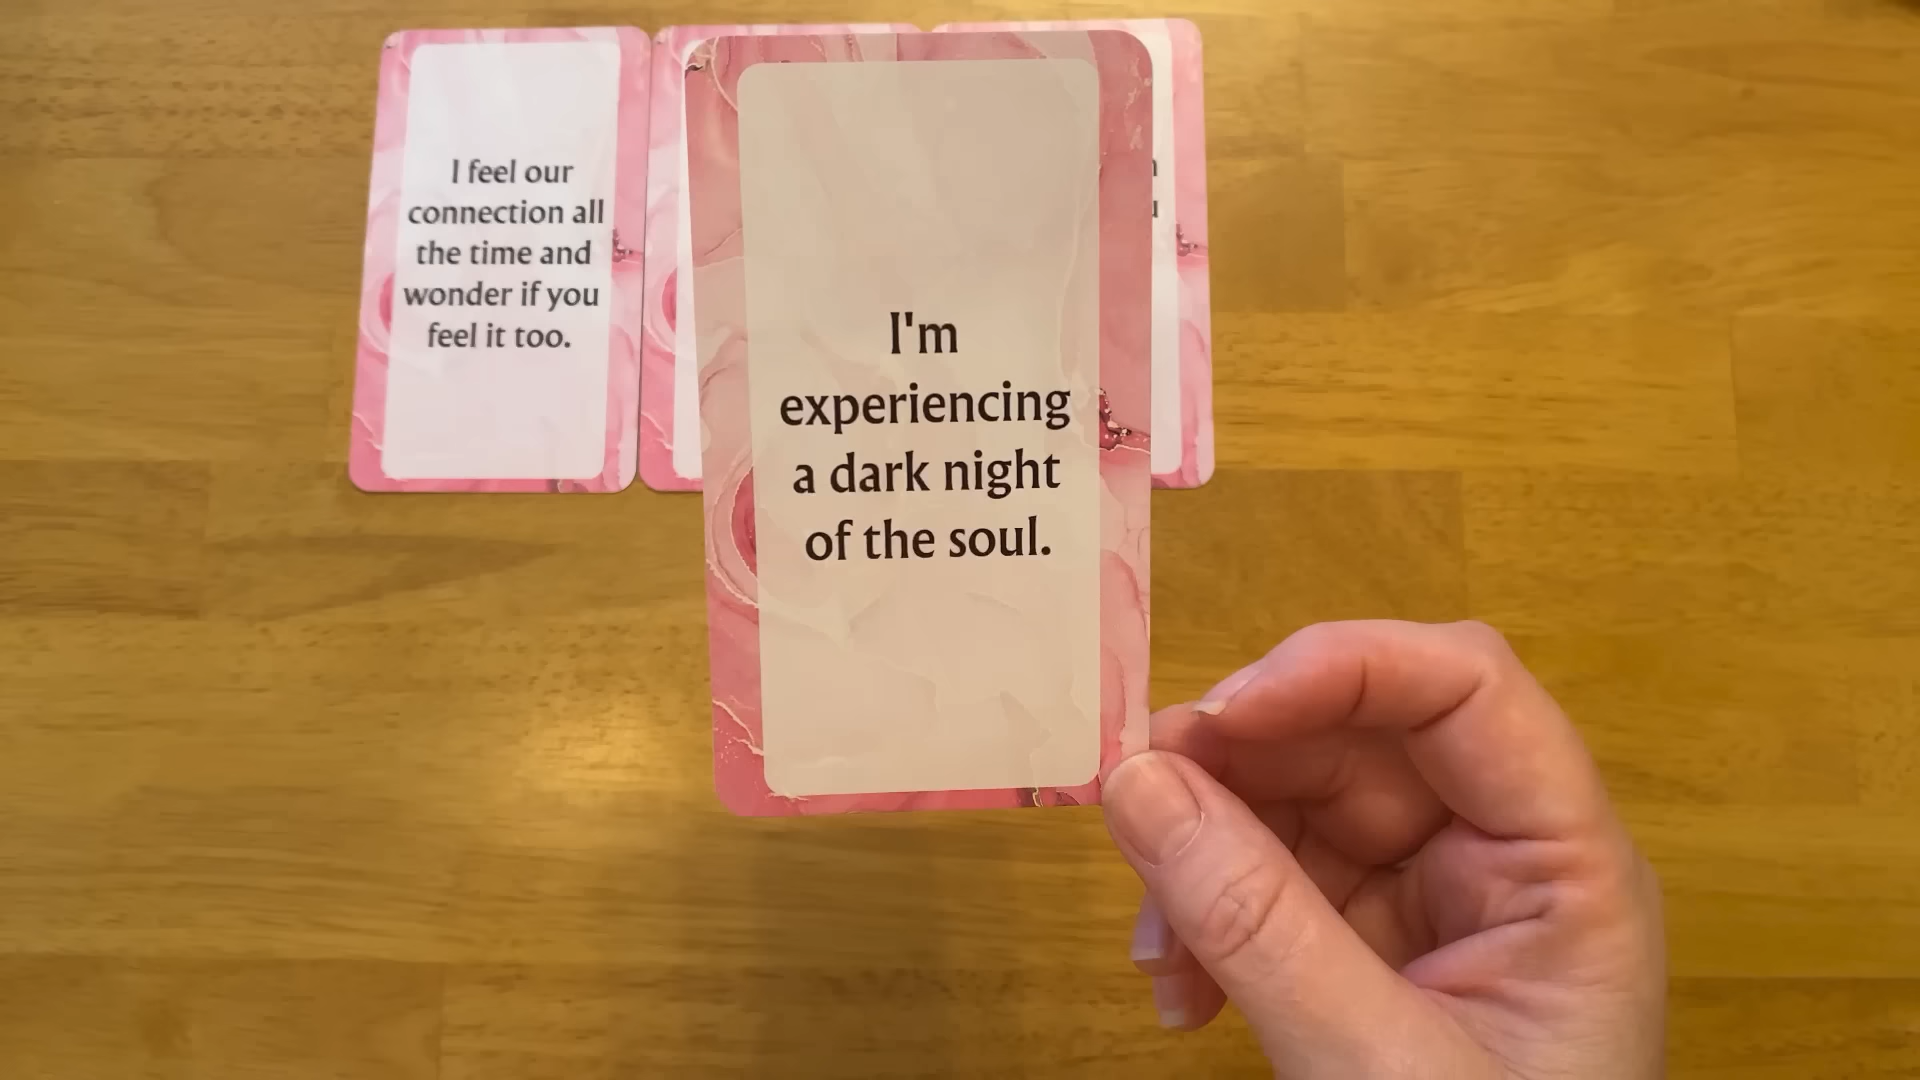 I feel our
connection all
the time and
wonder if you
feel it too.
I'm
experiencing
a dark night
of the soul.